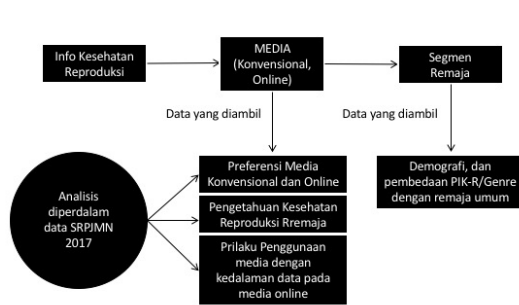 Info Kesehatan
Reproduksi
MEDIA
(Konvensional,
Online)
Segmen
Remaja
Data yang diambil
Data yang diambil
Analisis
diperdalam
data SRPJMN
2017
Preferensi Media
Konvensional dan Online
Pengetahuan Kesehatan
Reproduksi Rremaja
Prilaku Penggunaan
media dengan
kedalaman data pada
media online
Demografi, dan
pembedaan PIK-R/Genre
dengan remaja umum